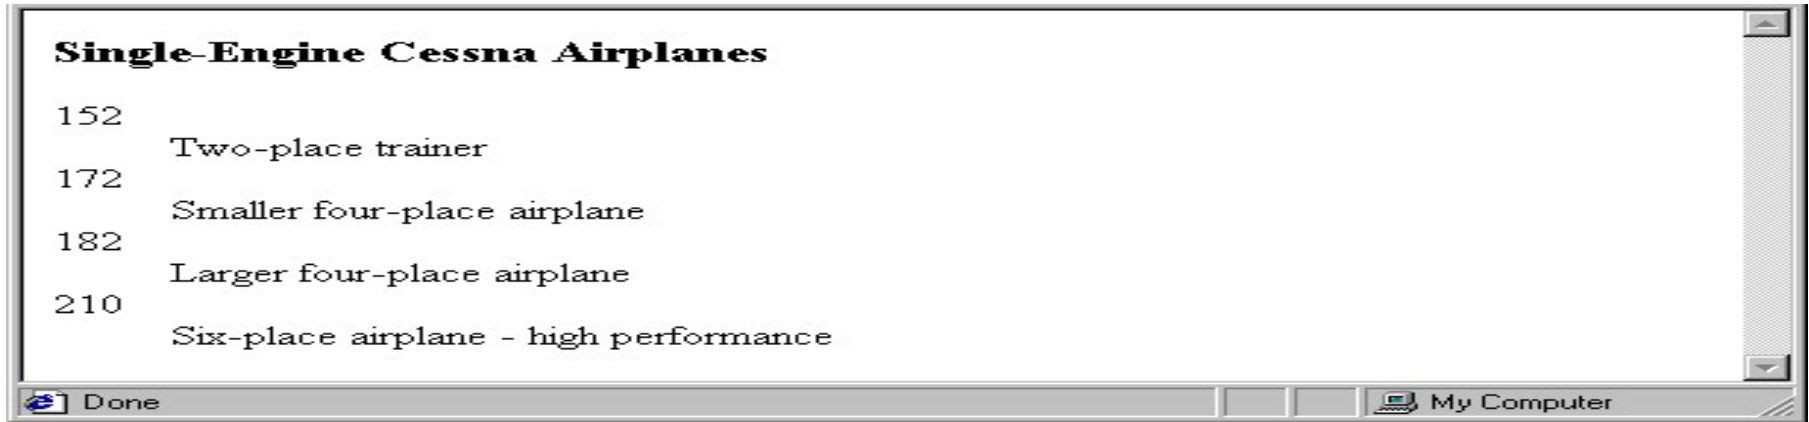 Single-Engine Cessna Airplanes
152
Two-place trainer
172
Smaller four-place airplane
182
Larger four-place airplane
210
Six-place airplane - high performance
Done
My Computer